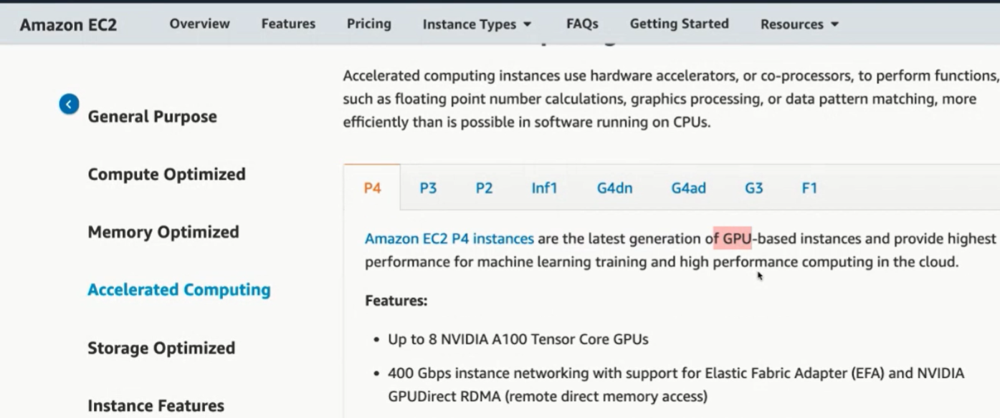 Amazon EC2 Overview Features Pricing Instance Types FAQs Getting Started Resources
General Purpose
Compute Optimized
Memory Optimized
Accelerated Computing
Storage Optimized
Instance Features
Accelerated computing instances use hardware accelerators, or co-processors, to perform functions,
such as floating point number calculations, graphics processing, or data pattern matching, more
efficiently than is possible in software running on CPUs.
P4 P3 P2 Inf1 G4dn G4ad G3 F1
Amazon EC2 P4 instances are the latest generation of GPU-based instances and provide highest
performance for machine learning training and high performance computing in the cloud.
Features:
• Up to 8 NVIDIA A100 Tensor Core GPUs
• 400 Gbps instance networking with support for Elastic Fabric Adapter (EFA) and NVIDIA
GPUDirect RDMA (remote direct memory access)